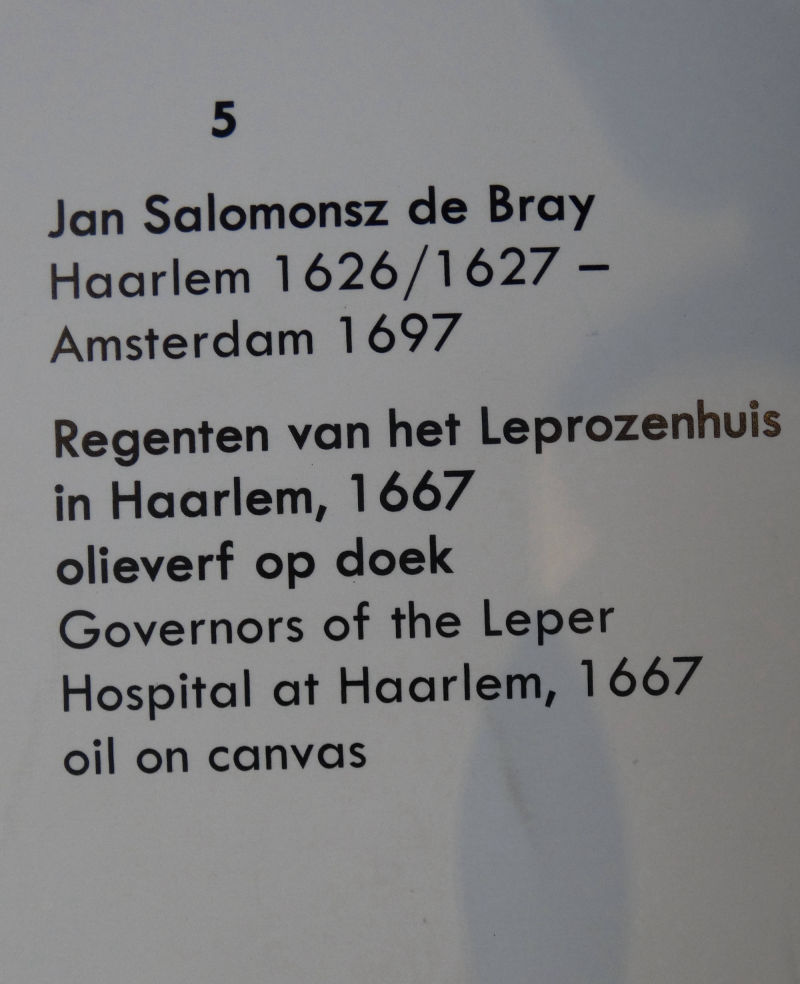 5
Jan Salomonsz de Bray
Haarlem 1626/1627 –
Amsterdam 1697
Regenten van het Leprozenhuis
in Haarlem, 1667
olieverf op doek
Governors of the Leper
Hospital at Haarlem, 1667
oil on canvas